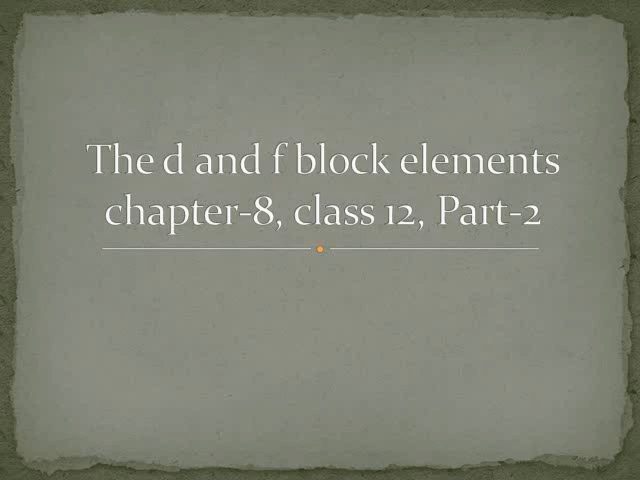 The d and f block elements
chapter-8, class 12, Part-2